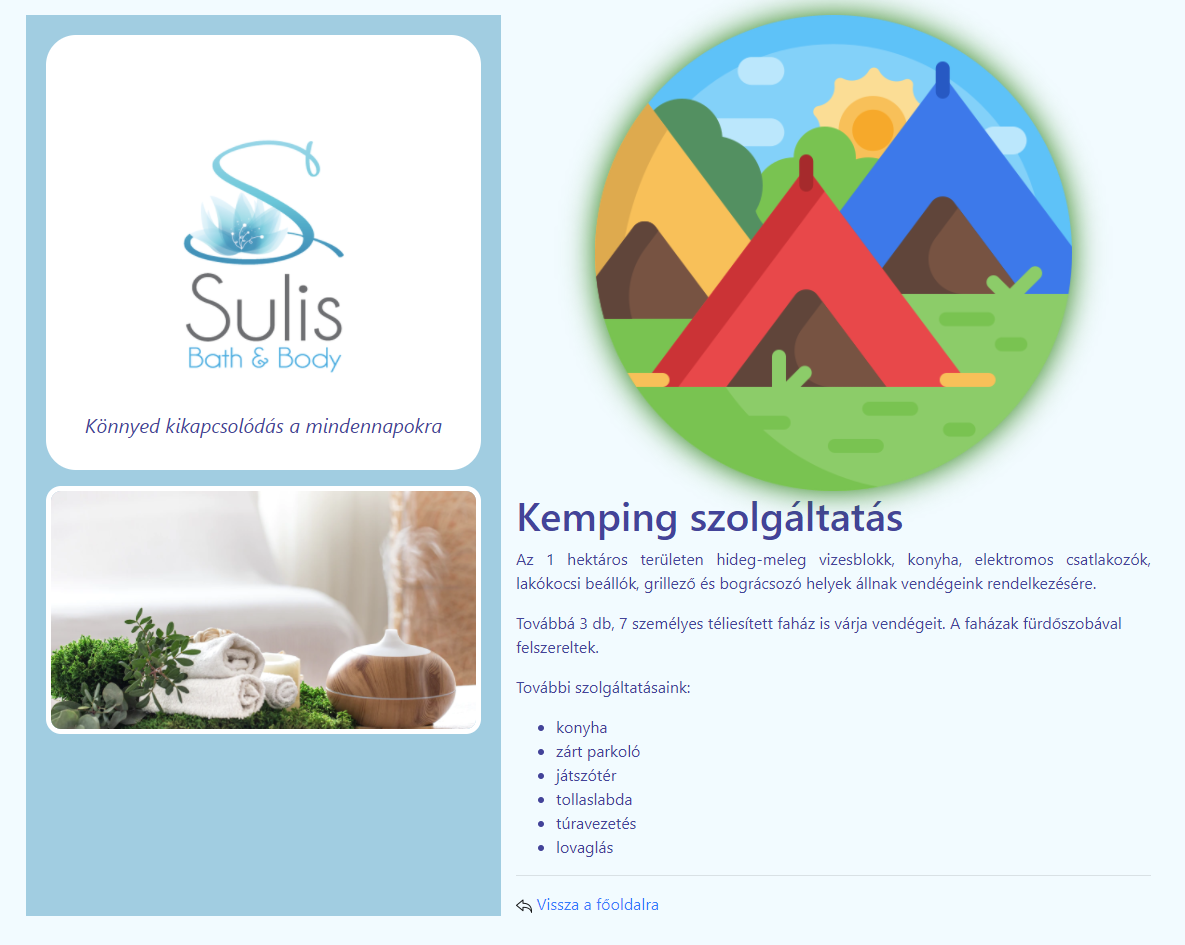 Sulis
Bath & Body
Könnyed kikapcsolódás a mindennapokra
Kemping szolgáltatás
Az 1 hektáros területen hideg-meleg vizesblokk, konyha, elektromos csatlakozók,
lakókocsi beállók, grillező és bográcsozó helyek állnak vendégeink rendelkezésére.
Továbbá 3 db, 7 személyes téliesített faház is várja vendégeit. A faházak fürdőszobával
felszereltek.
További szolgáltatásaink:
konyha
zárt parkoló
játszótér
tollaslabda
túravezetés
lovaglás
Vissza a főoldalra